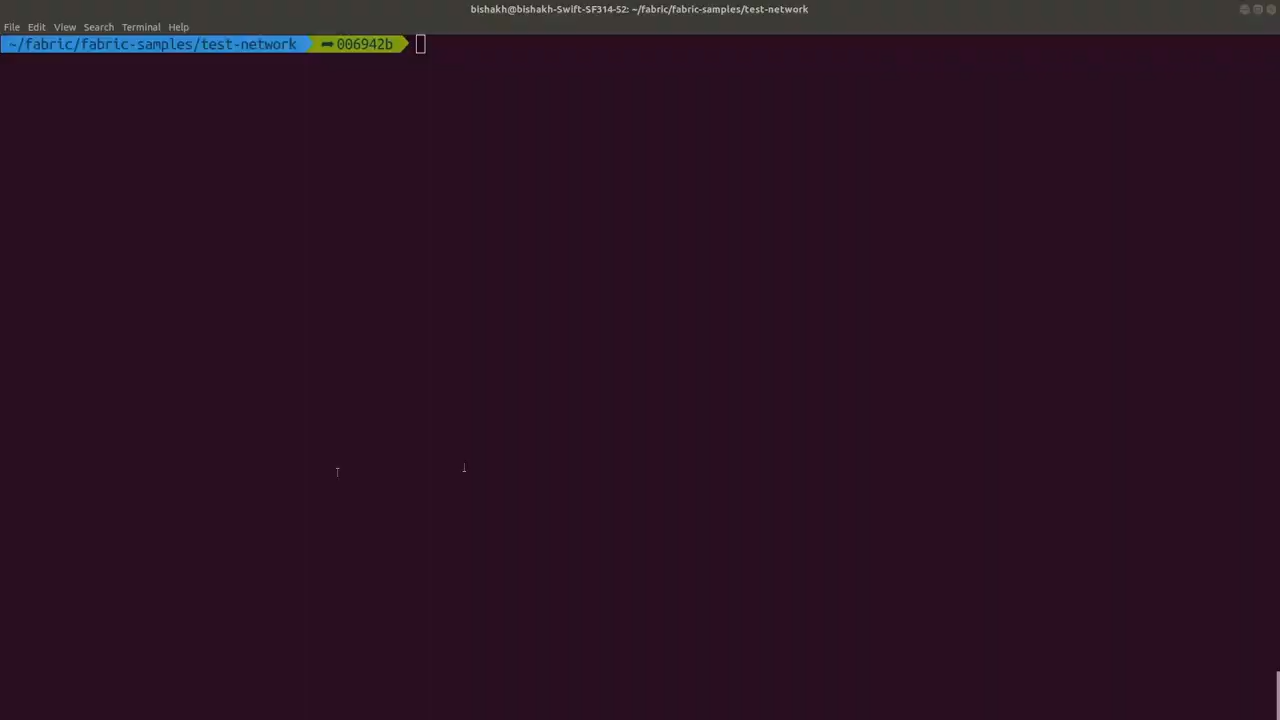 bishakh@bishakh-Swift-SF314-52: ~/fabric/fabric-samples/test-network
File Edit View Search Terminal Help
~/fabric/fabric-samples/test-network ➦ 006942b